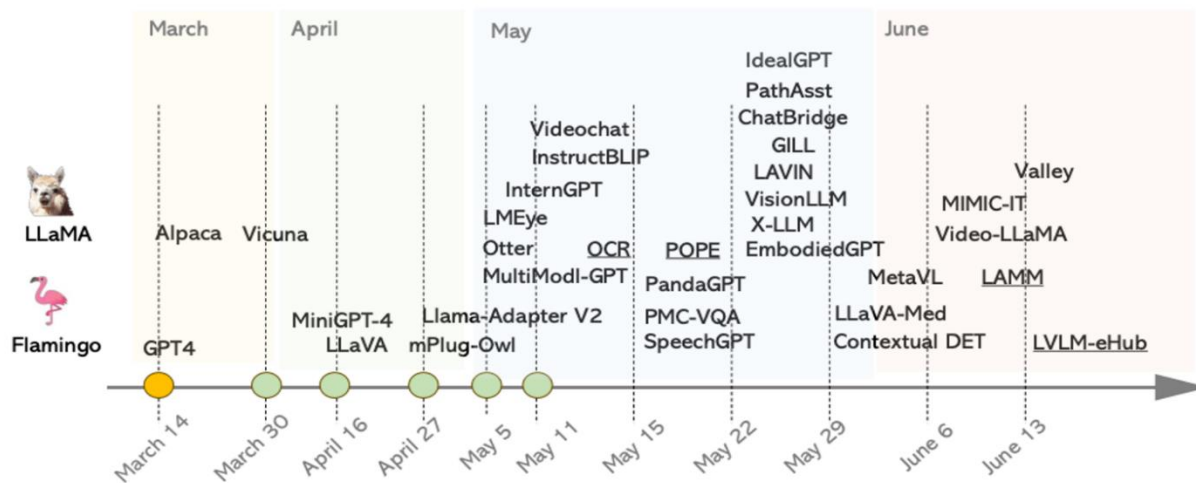 March
April
May
June
IdealGPT
PathAsst
ChatBridge
Videochat
GILL
InstructBLIP
LAVIN
Valley
InternGPT
VisionLLM
MIMIC-IT
LMEye
X-LLM
LLaMA
Alpaca
Vicuna
Video-LLaMA
Otter
OCR
POPE
EmbodiedGPT
MultiModl-GPT
PandaGPT
MetaVL
LAMM
MiniGPT-4
Llama-Adapter V2
PMC-VQA
LLaVA-Med
Flamingo
GPT4
LLaVA
mPlug-Owl
SpeechGPT
Contextual DET
LVLM-eHub
March 14
March 30
April 16
April 27
May 5
May 11
May 15
May 22
May 29
June 6
June 13